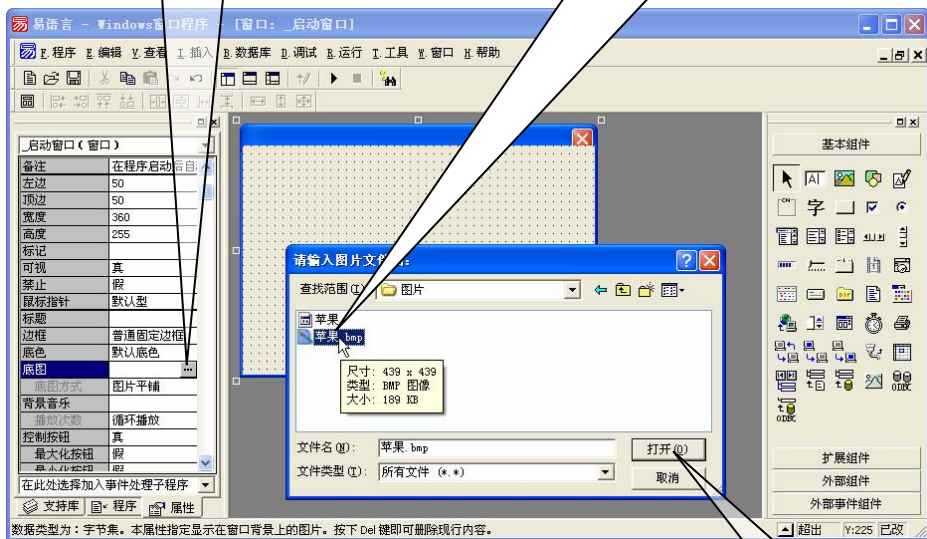 易语言 - Windows窗口程序 - [窗口: _启动窗口]
F.程序 E.编辑 V.查看 I.插入 B.数据库 D.调试 R.运行 T.工具 W.窗口 H.帮助
_启动窗口(窗口)
备注 在程序启动后自
左边 50
顶边 50
宽度 360
高度 255
标记
可视 真
禁止 假
鼠标指针 默认型
标题
边框 普通固定边框
底色 默认底色
底图 ...
底图方式 图片平铺
背景音乐
播放次数 循环播放
控制按钮 真
最大化按钮 假
最小化按钮 假
在此处选择加入事件处理子程序
支持库 程序 属性
请输入图片文件
查找范围(I): 图片
苹果
苹果.bmp
尺寸: 439 x 439
类型: BMP 图像
大小: 189 KB
文件名(N): 苹果.bmp 打开(O)
文件类型(T): 所有文件 (*.*) 取消
基本组件
字
扩展组件
外部组件
外部事件组件
数据类型为:字节集。本属性指定显示在窗口背景上的图片。按下 Del 键即可删除现行内容。
超出 Y:225 已改